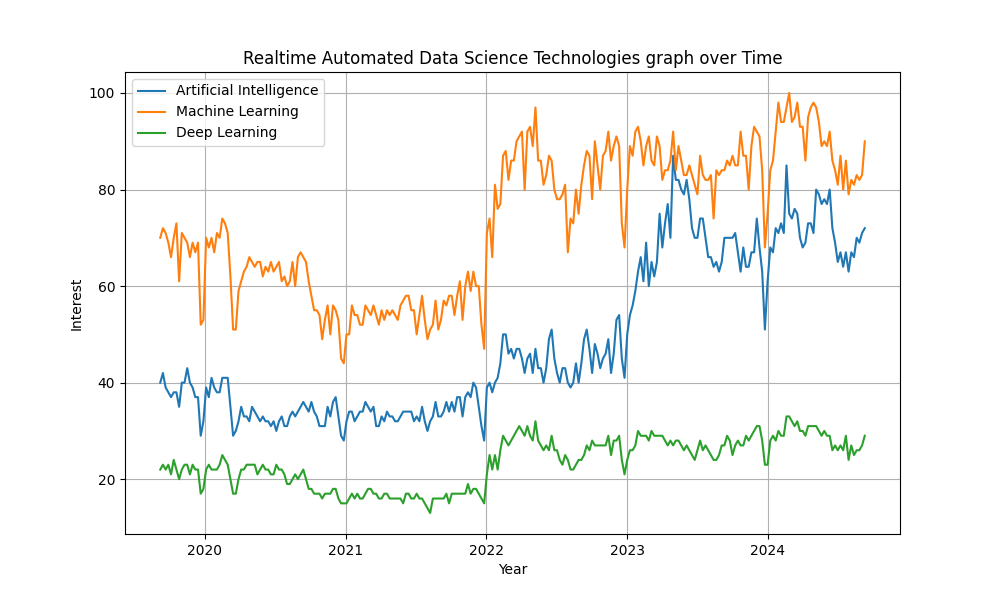 Realtime Automated Data Science Technologies graph over Time
Artificial Intelligence
Machine Learning
Deep Learning
100
80
60
40
20
Interest
2020 2021 2022 2023 2024
Year